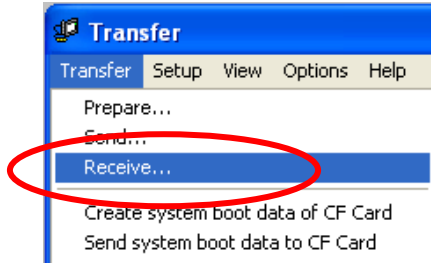 Transfer
Transfer Setup View Options Help
Prepare...
Send...
Receive...
Create system boot data of CF Card
Send system boot data to CF Card